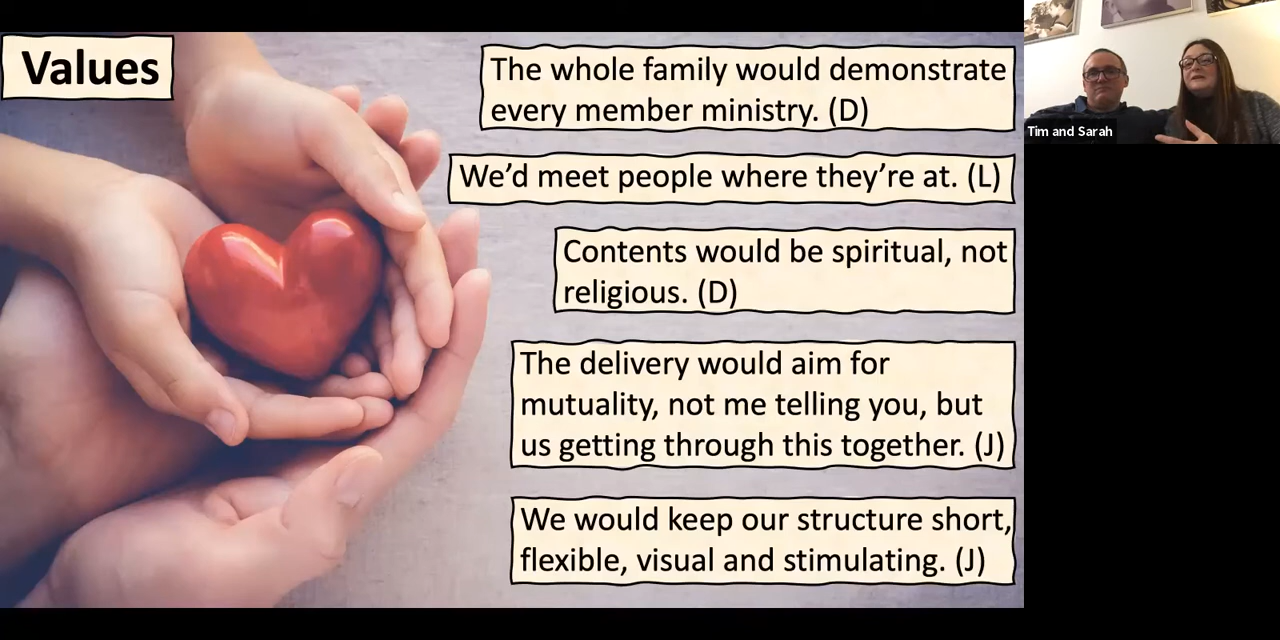 Values
The whole family would demonstrate
every member ministry. (D)
We’d meet people where they’re at. (L)
Contents would be spiritual, not
religious. (D)
The delivery would aim for
mutuality, not me telling you, but
us getting through this together. (J)
We would keep our structure short,
flexible, visual and stimulating. (J)
Tim and Sarah